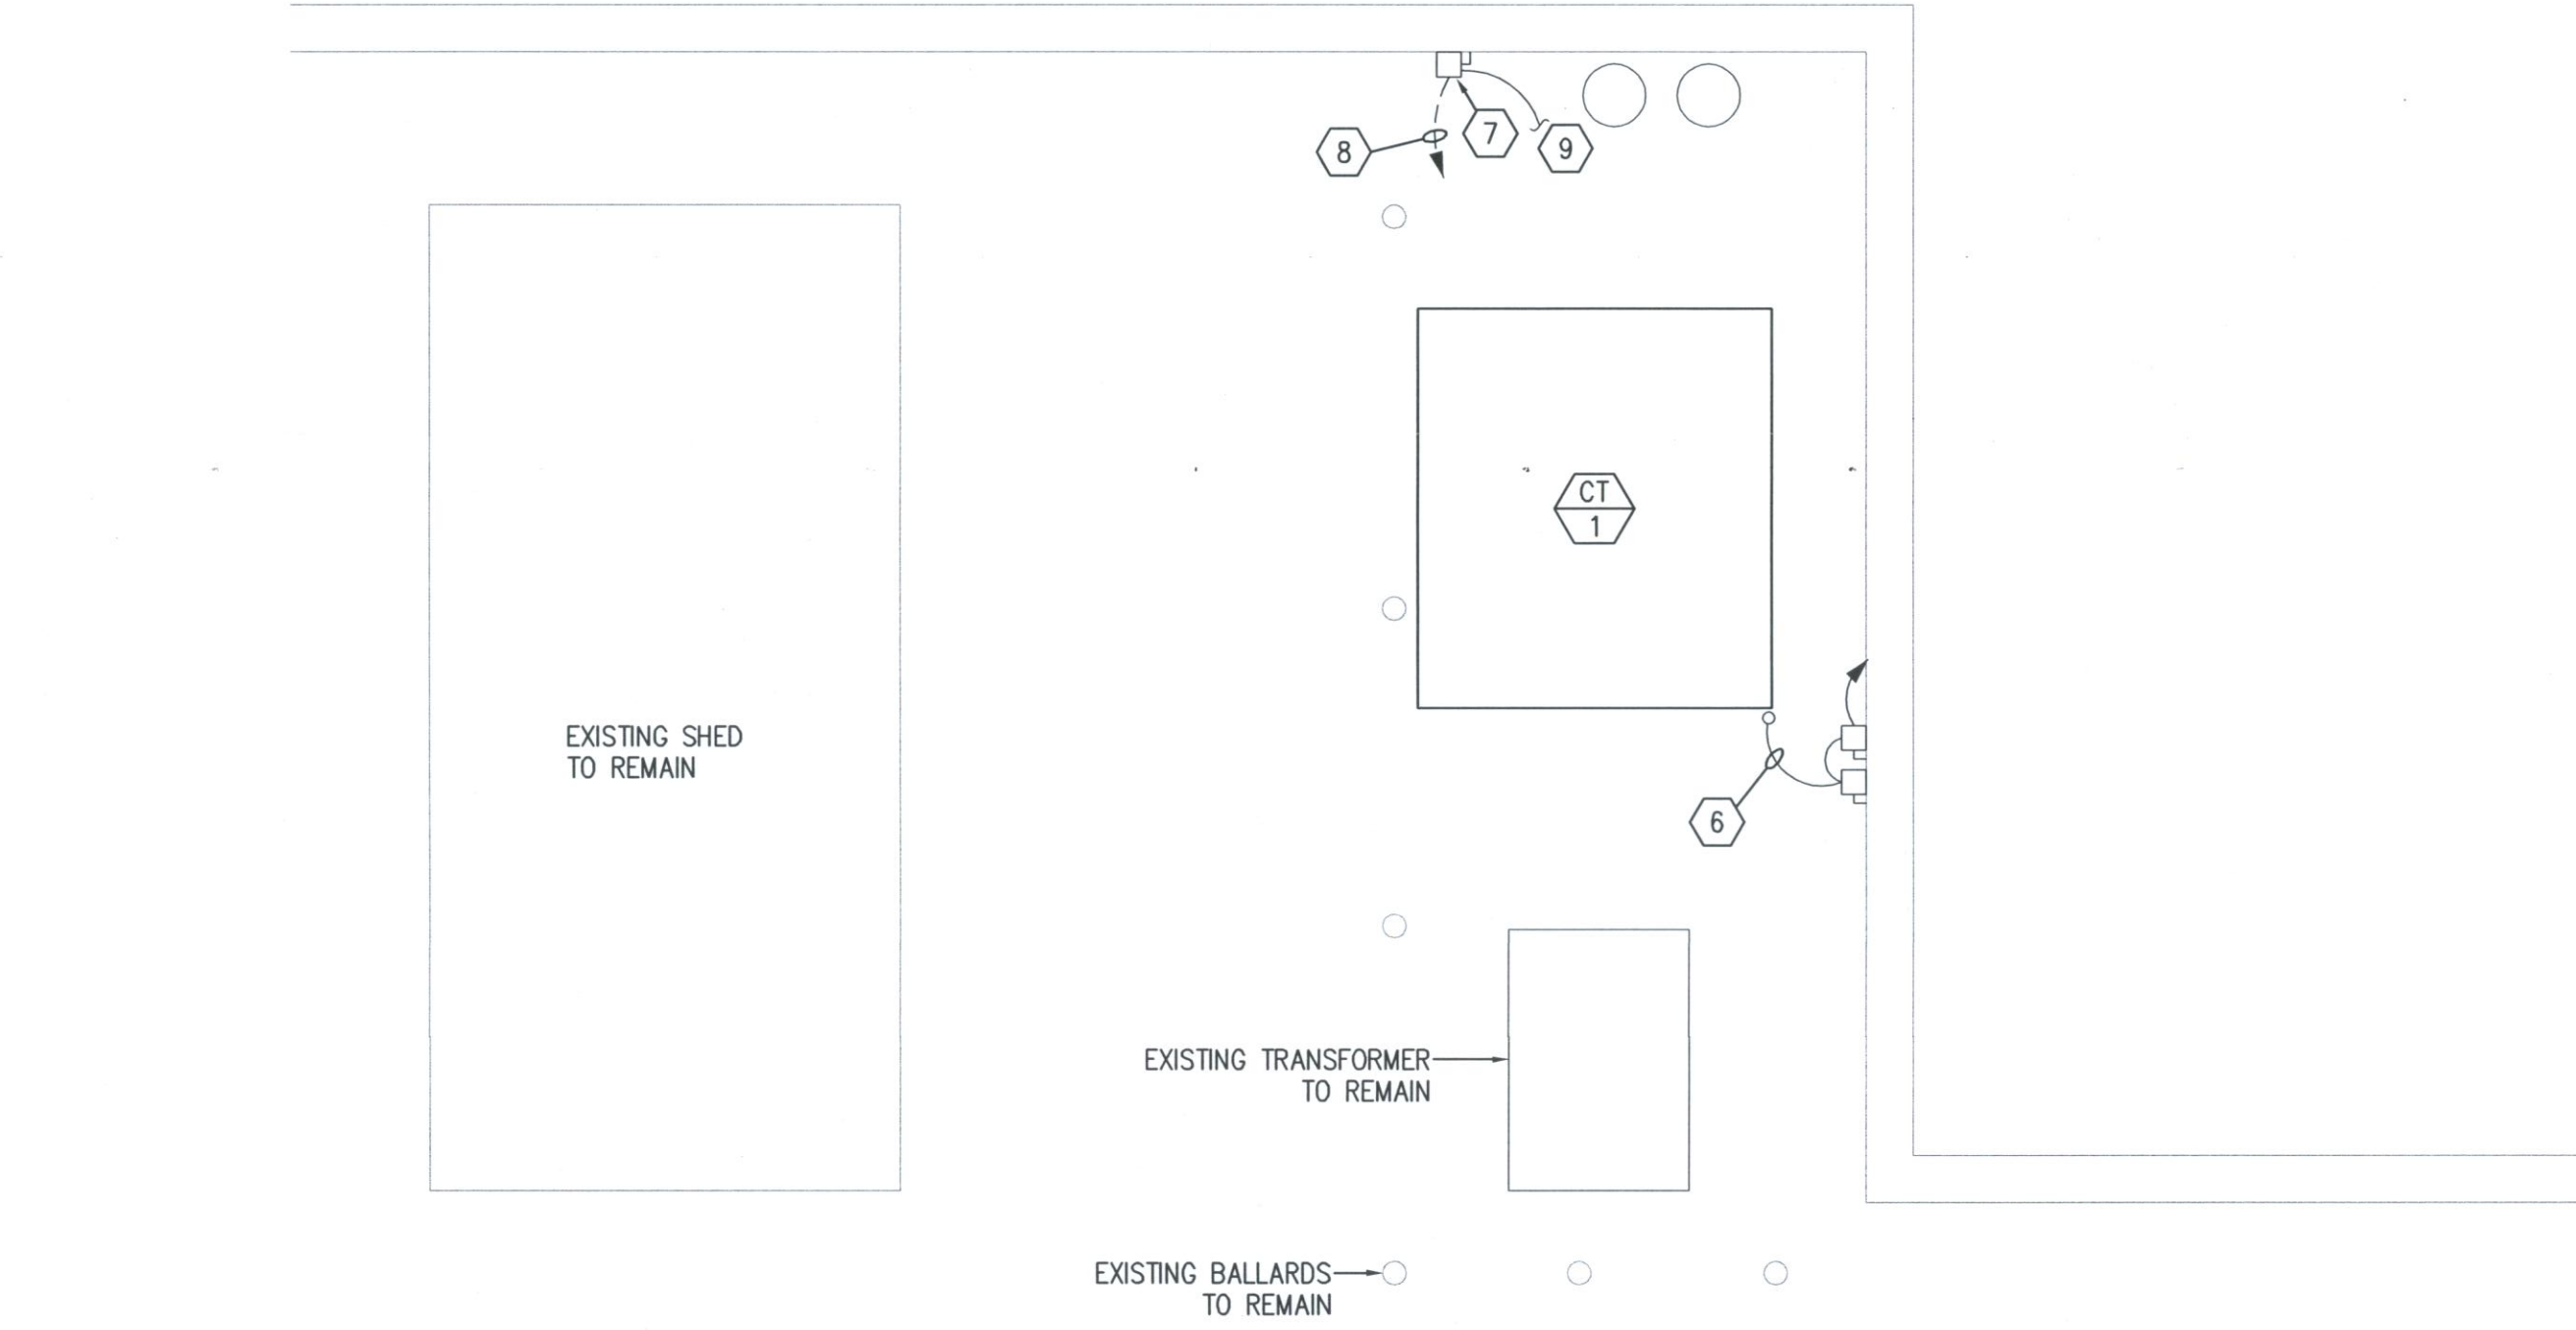 7
8
9
CT
1
EXISTING SHED
TO REMAIN
6
EXISTING TRANSFORMER
TO REMAIN
EXISTING BALLARDS
TO REMAIN